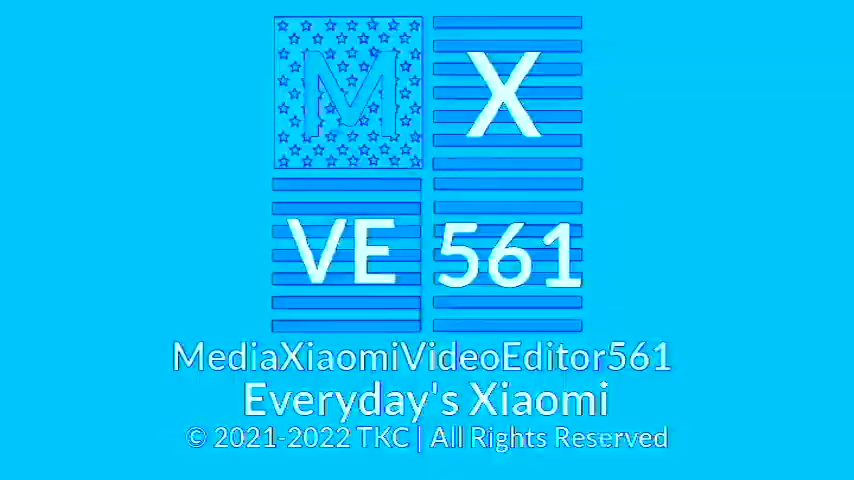 M X
VE 561
MediaXiaomiVideoEditor561
Everyday's Xiaomi
© 2021-2022 TKC | All Rights Reserved